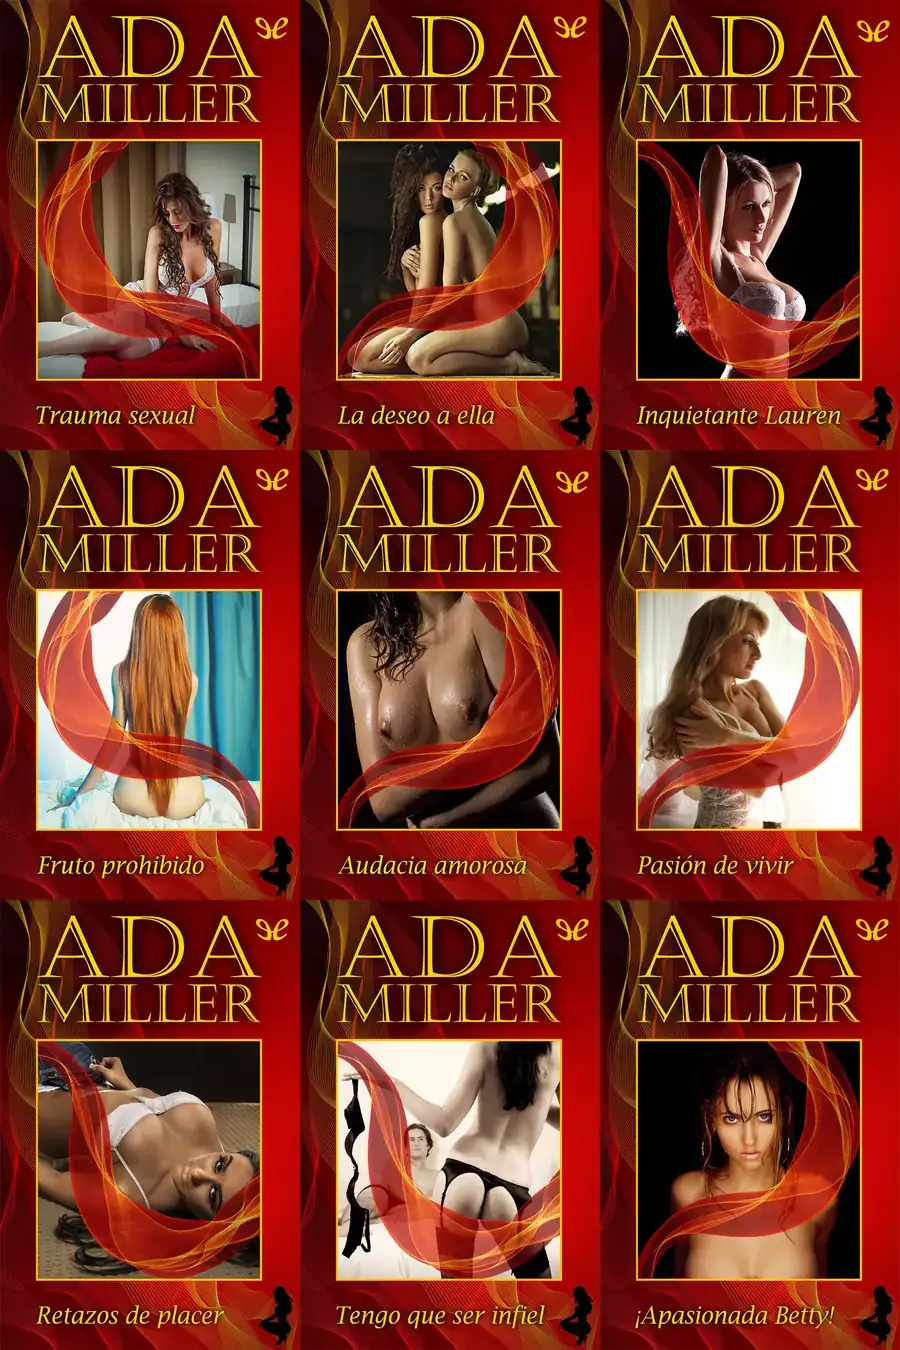 ADA
MILLER
Trauma sexual
ADA
MILLER
La deseo a ella
ADA
MILLER
Inquietante Lauren
ADA
MILLER
Fruto prohibido
ADA
MILLER
Audacia amorosa
ADA
MILLER
Pasión de vivir
ADA
MILLER
Retazos de placer
ADA
MILLER
Tengo que ser infiel
ADA
MILLER
¡Apasionada Betty!